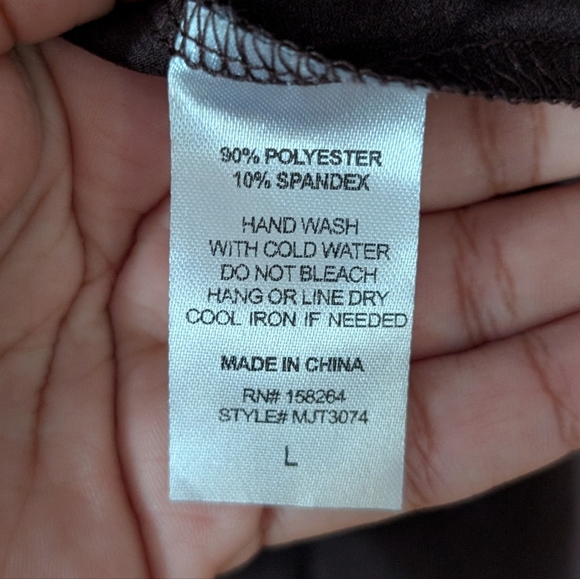 90% POLYESTER
10% SPANDEX
HAND WASH
WITH COLD WATER
DO NOT BLEACH
HANG OR LINE DRY
COOL IRON IF NEEDED
MADE IN CHINA
RN# 158264
STYLE# MJT3074
L